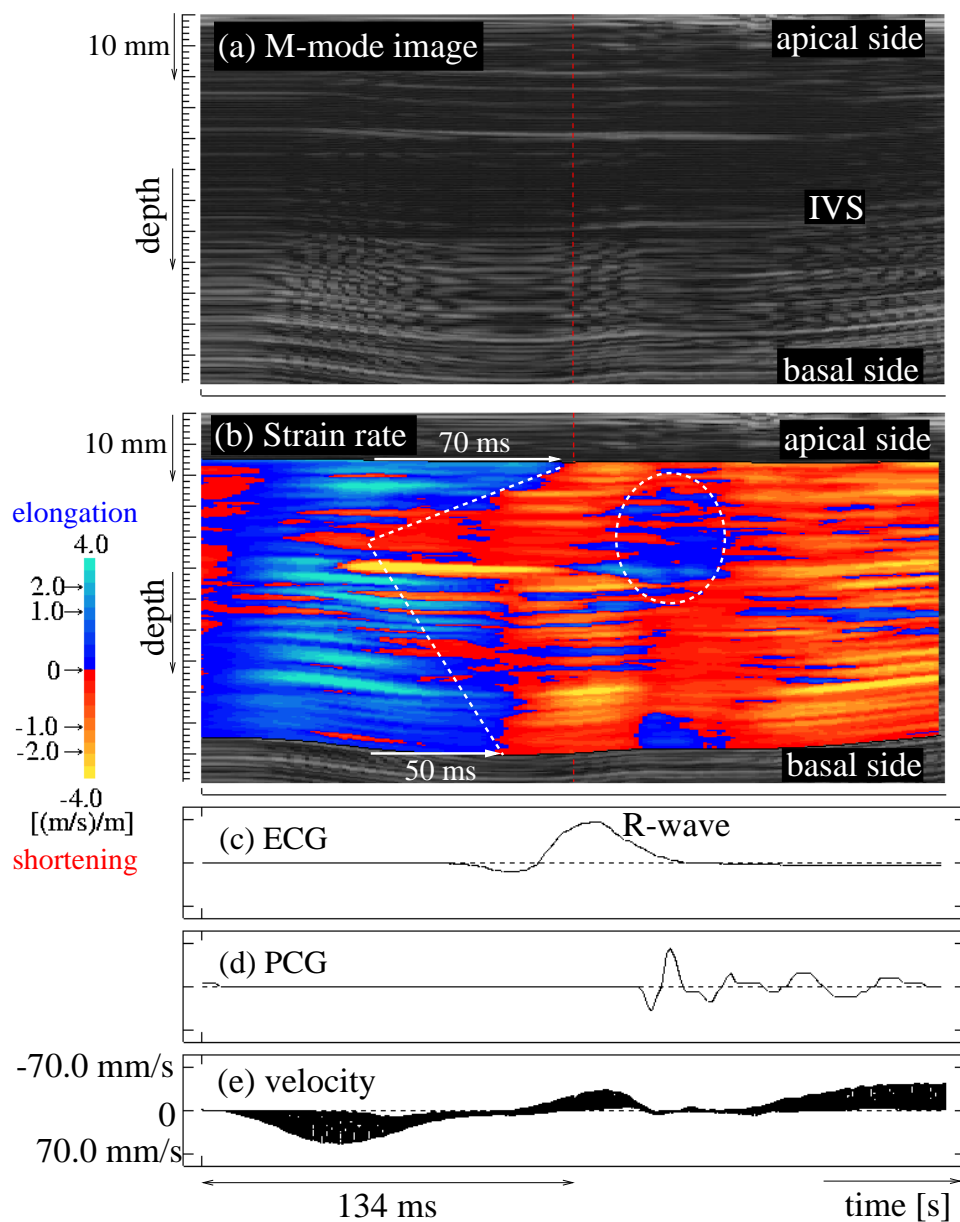 10 mm
(a) M-mode image
apical side
depth
IVS
basal side
10 mm
(b) Strain rate
70 ms
apical side
elongation
4.0
2.0
1.0
0
-1.0
-2.0
-4.0
[(m/s)/m]
shortening
depth
50 ms
basal side
(c) ECG
R-wave
(d) PCG
-70.0 mm/s
(e) velocity
0
70.0 mm/s
134 ms
time [s]